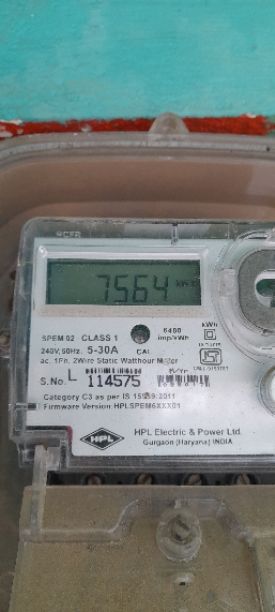 7564
SPEM 02 CLASS 1
240V, 50Hz, 5-30A CAL
6400
imp/kWh
kWh
ac. 1Ph. 2Wire Static Watthour Meter
S.No. L 114575
Category C3 as per IS 15959:2011
Firmware Version: HPLSPEM6XXX01
HPL
HPL Electric & Power Ltd.
Gurgaon (Haryana) INDIA